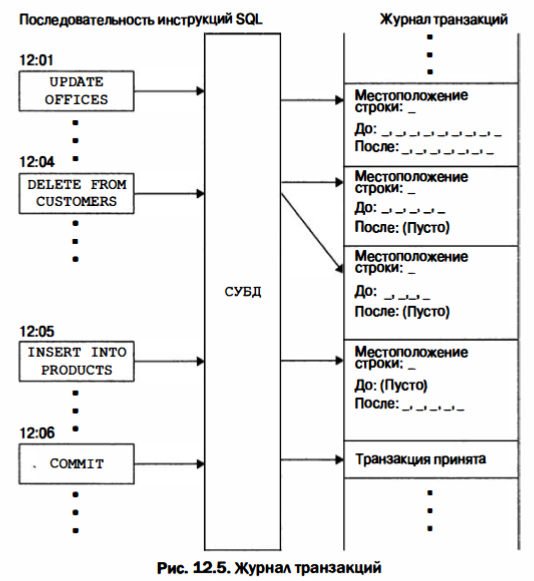 Последовательность инструкций SQL
Журнал транзакций
12:01
UPDATE
OFFICES
Местоположение
строки: _
До: _,_,_,_,_,_,_,_,_
После: _,_,_,_,_,_,_
12:04
DELETE FROM
CUSTOMERS
Местоположение
строки: _
До: _,_,_,_,_
После: (Пусто)
Местоположение
строки: _
До: _,_,_,_
После: (Пусто)
СУБД
12:05
INSERT INTO
PRODUCTS
Местоположение
строки: _
До: (Пусто)
После: _,_,_,_,_
12:06
. COMMIT
Транзакция принята
Рис. 12.5. Журнал транзакций